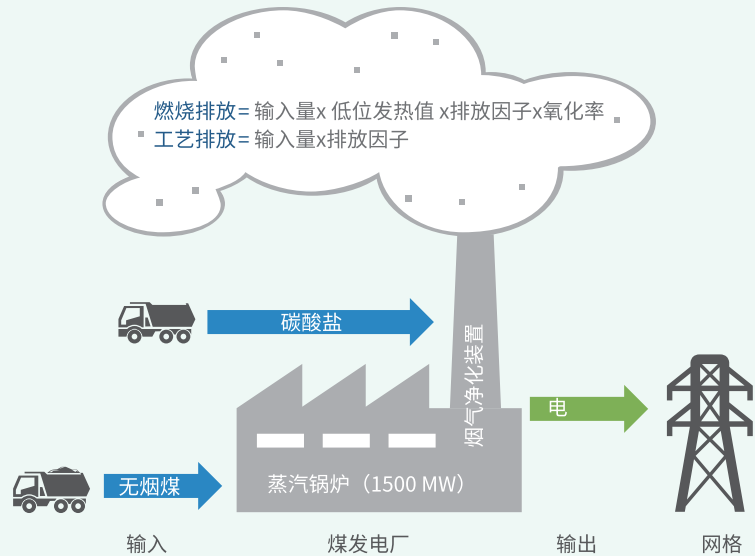 燃烧排放= 输入量x 低位发热值 x排放因子x氧化率
工艺排放= 输入量x排放因子
碳酸盐
烟气净化装置
电
无烟煤
蒸汽锅炉（1500 MW）
输入
煤发电厂
输出
网格